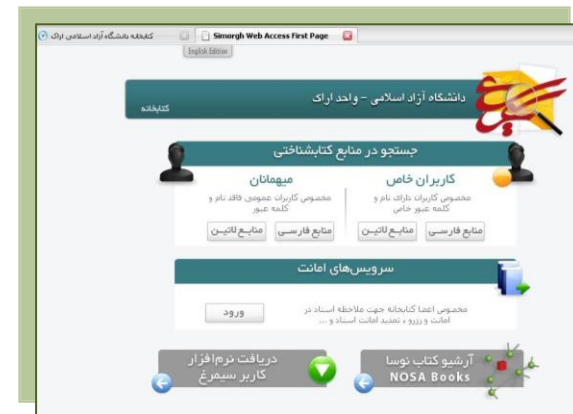 کتابخانه دانشگاه آزاد اسلامی اراک
Simorgh Web Access First Page
English Edition
دانشگاه آزاد اسلامی - واحد اراک
کتابخانه
سیمرغ
جستجو در منابع کتابشناختی
کاربران خاص
مخصوص کاربران دارای نام و
کلمه عبور خاص
منابع فارسی
منابع لاتین
میهمانان
مخصوص کاربران عمومی فاقد نام و
کلمه عبور
منابع فارسی
منابع لاتین
سرویس‌های امانت
مخصوص اعضا کتابخانه جهت ملاحظه اسناد در
امانت و رزرو ، تمدید امانت اسناد و ...
ورود
آرشیو کتاب نوسا
NOSA Books
دریافت نرم‌افزار
کاربر سیمرغ